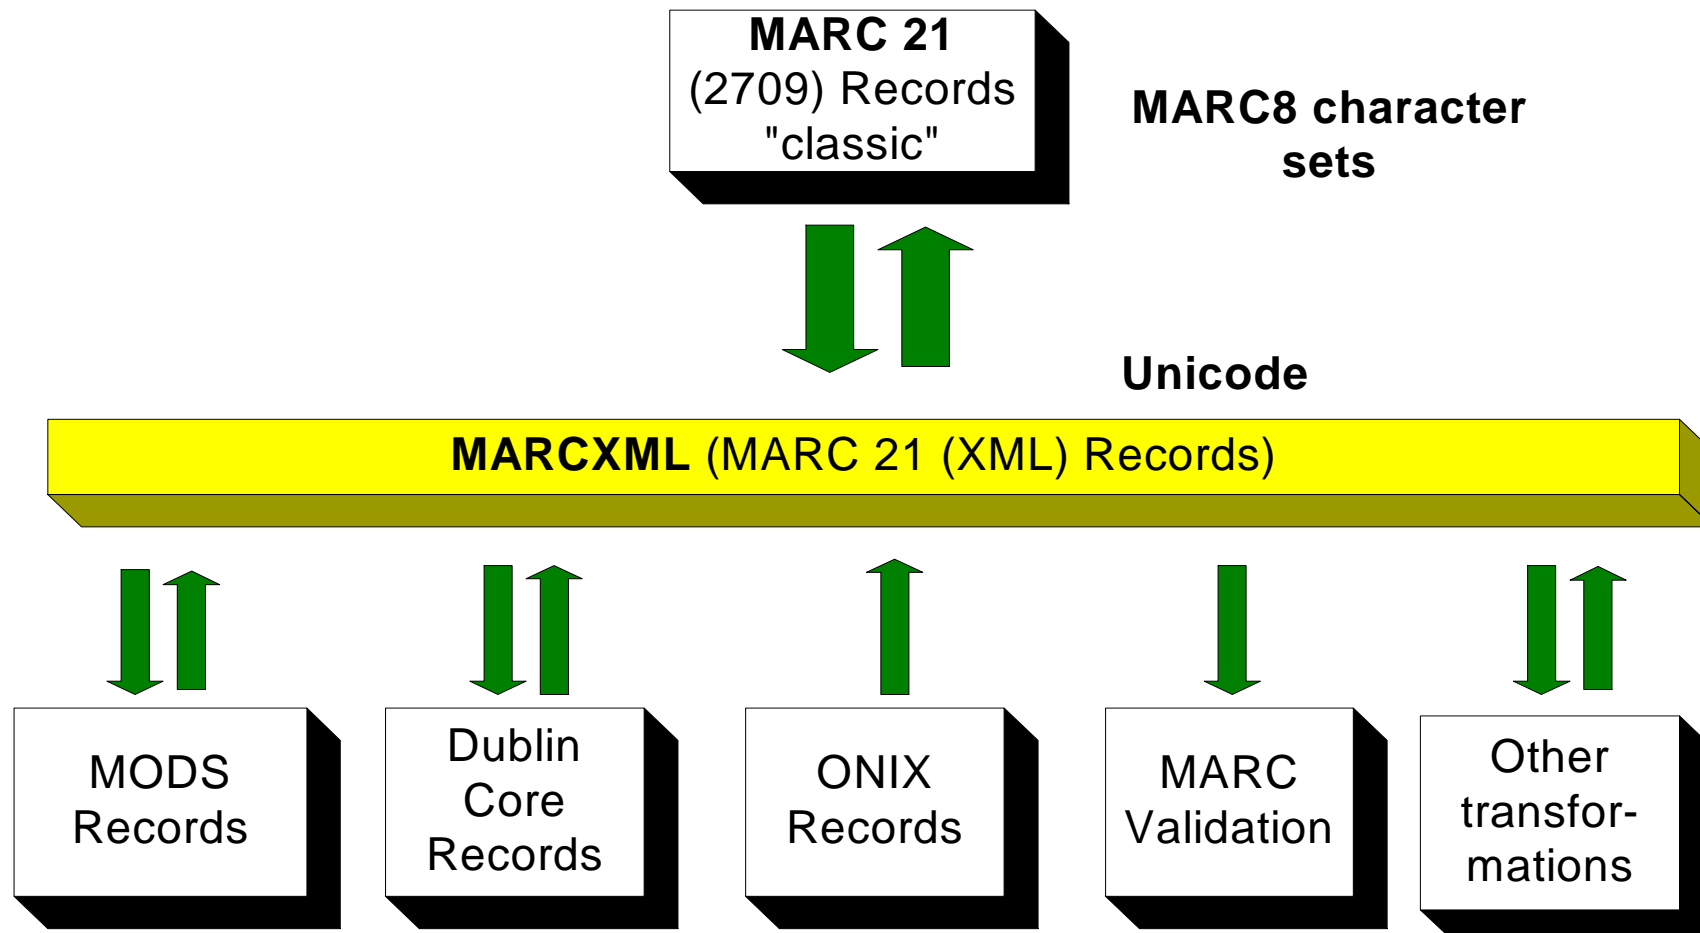 MARC 21
(2709) Records
"classic"
MARC8 character
sets
Unicode
MARCXML (MARC 21 (XML) Records)
MODS
Records
Dublin
Core
Records
ONIX
Records
MARC
Validation
Other
transfor-
mations